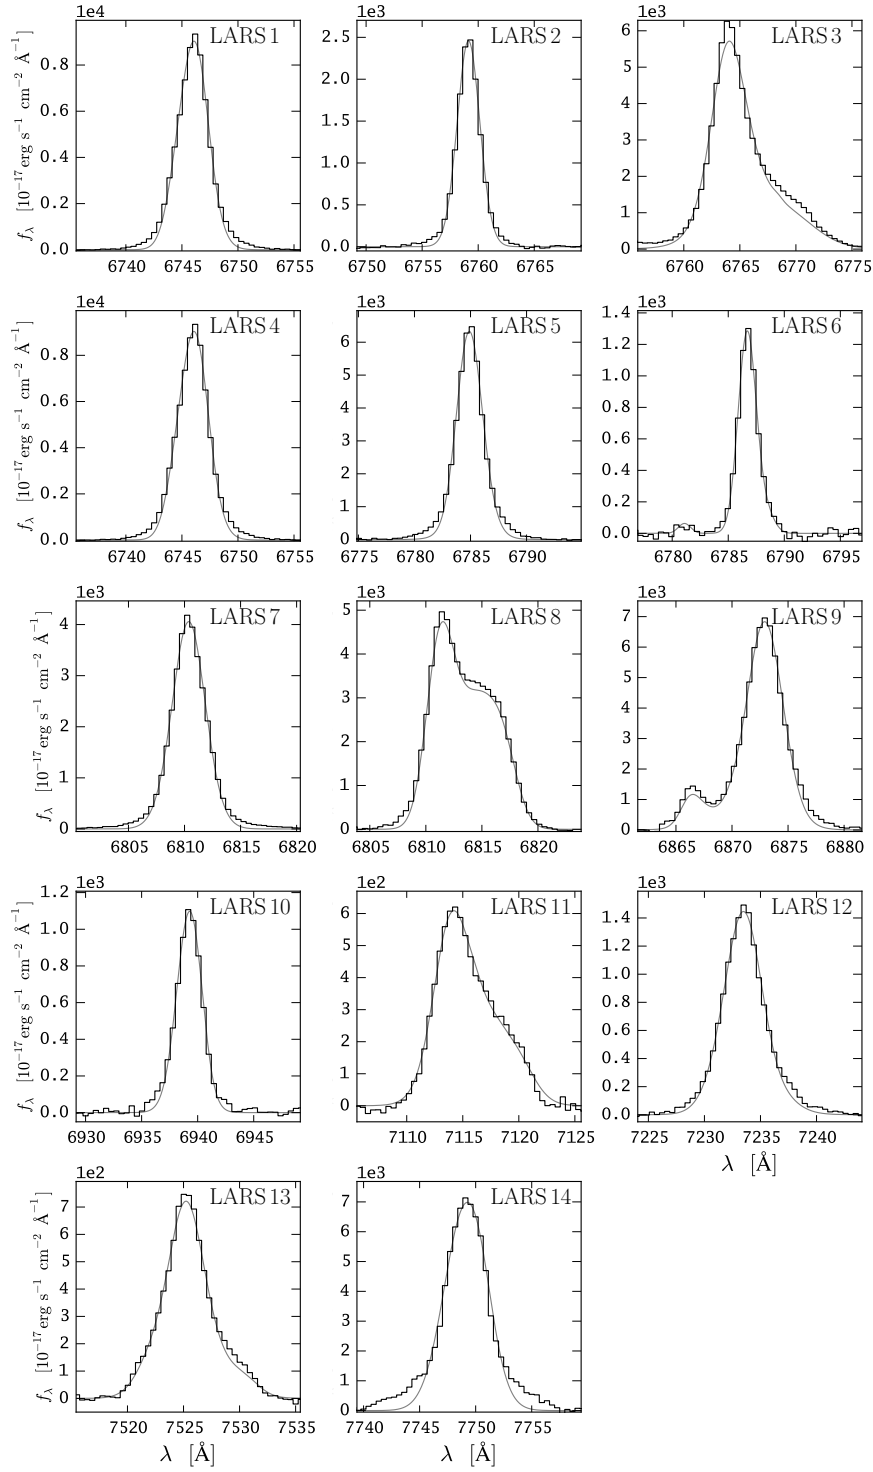 1e4 LARS 1
f_λ [10⁻¹⁷ erg s⁻¹ cm⁻² Å⁻¹]
0.8
0.6
0.4
0.2
0.0
6740 6745 6750 6755
1e3 LARS 2
2.5
2.0
1.5
1.0
0.5
0.0
6750 6755 6760 6765
1e3 LARS 3
6
5
4
3
2
1
0
6760 6765 6770 6775
1e4 LARS 4
f_λ [10⁻¹⁷ erg s⁻¹ cm⁻² Å⁻¹]
0.8
0.6
0.4
0.2
0.0
6740 6745 6750 6755
1e3 LARS 5
6
5
4
3
2
1
0
6775 6780 6785 6790
1e3 LARS 6
1.4
1.2
1.0
0.8
0.6
0.4
0.2
0.0
6780 6785 6790 6795
1e3 LARS 7
f_λ [10⁻¹⁷ erg s⁻¹ cm⁻² Å⁻¹]
4
3
2
1
0
6805 6810 6815 6820
1e3 LARS 8
5
4
3
2
1
0
6805 6810 6815 6820
1e3 LARS 9
7
6
5
4
3
2
1
0
6865 6870 6875 6880
1e3 LARS 10
f_λ [10⁻¹⁷ erg s⁻¹ cm⁻² Å⁻¹]
1.2
1.0
0.8
0.6
0.4
0.2
0.0
6930 6935 6940 6945
1e2 LARS 11
6
5
4
3
2
1
0
7110 7115 7120 7125
1e3 LARS 12
1.4
1.2
1.0
0.8
0.6
0.4
0.2
0.0
7225 7230 7235 7240
λ [Å]
1e2 LARS 13
f_λ [10⁻¹⁷ erg s⁻¹ cm⁻² Å⁻¹]
7
6
5
4
3
2
1
0
7520 7525 7530 7535
λ [Å]
1e3 LARS 14
7
6
5
4
3
2
1
0
7740 7745 7750 7755
λ [Å]